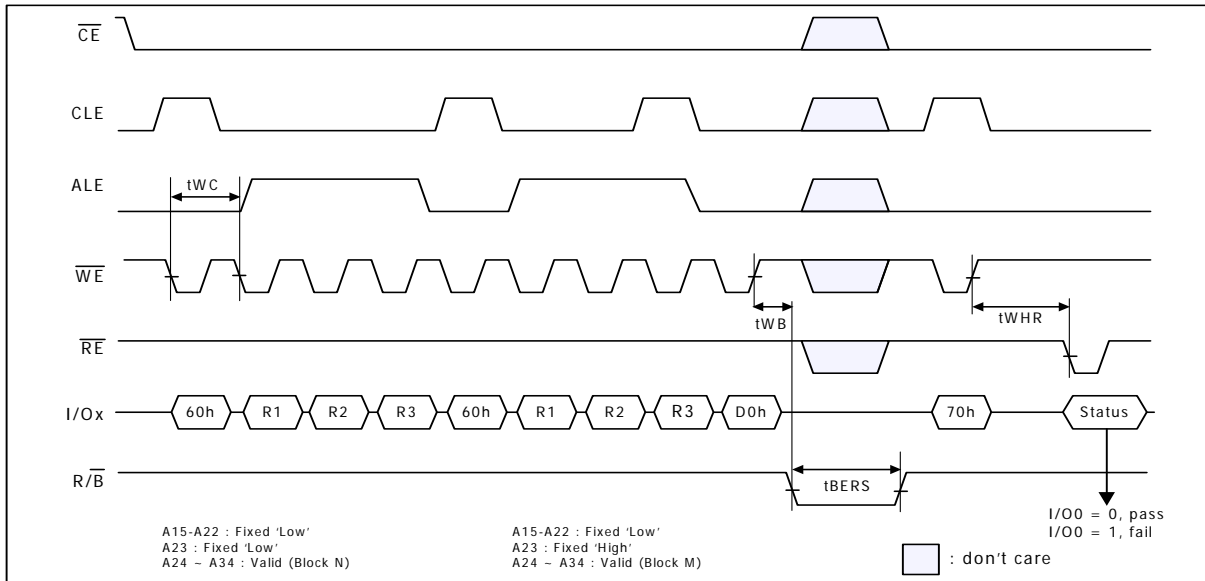 CE
CLE
ALE
tWC
WE
tWB
tWHR
RE
I/Ox
60h
R1
R2
R3
60h
R1
R2
R3
D0h
70h
Status
R/B
tBERS
I/O0 = 0, pass
I/O0 = 1, fail
A15-A22 : Fixed 'Low'
A23 : Fixed 'Low'
A24 ~ A34 : Valid (Block N)
A15-A22 : Fixed 'Low'
A23 : Fixed 'High'
A24 ~ A34 : Valid (Block M)
: don't care